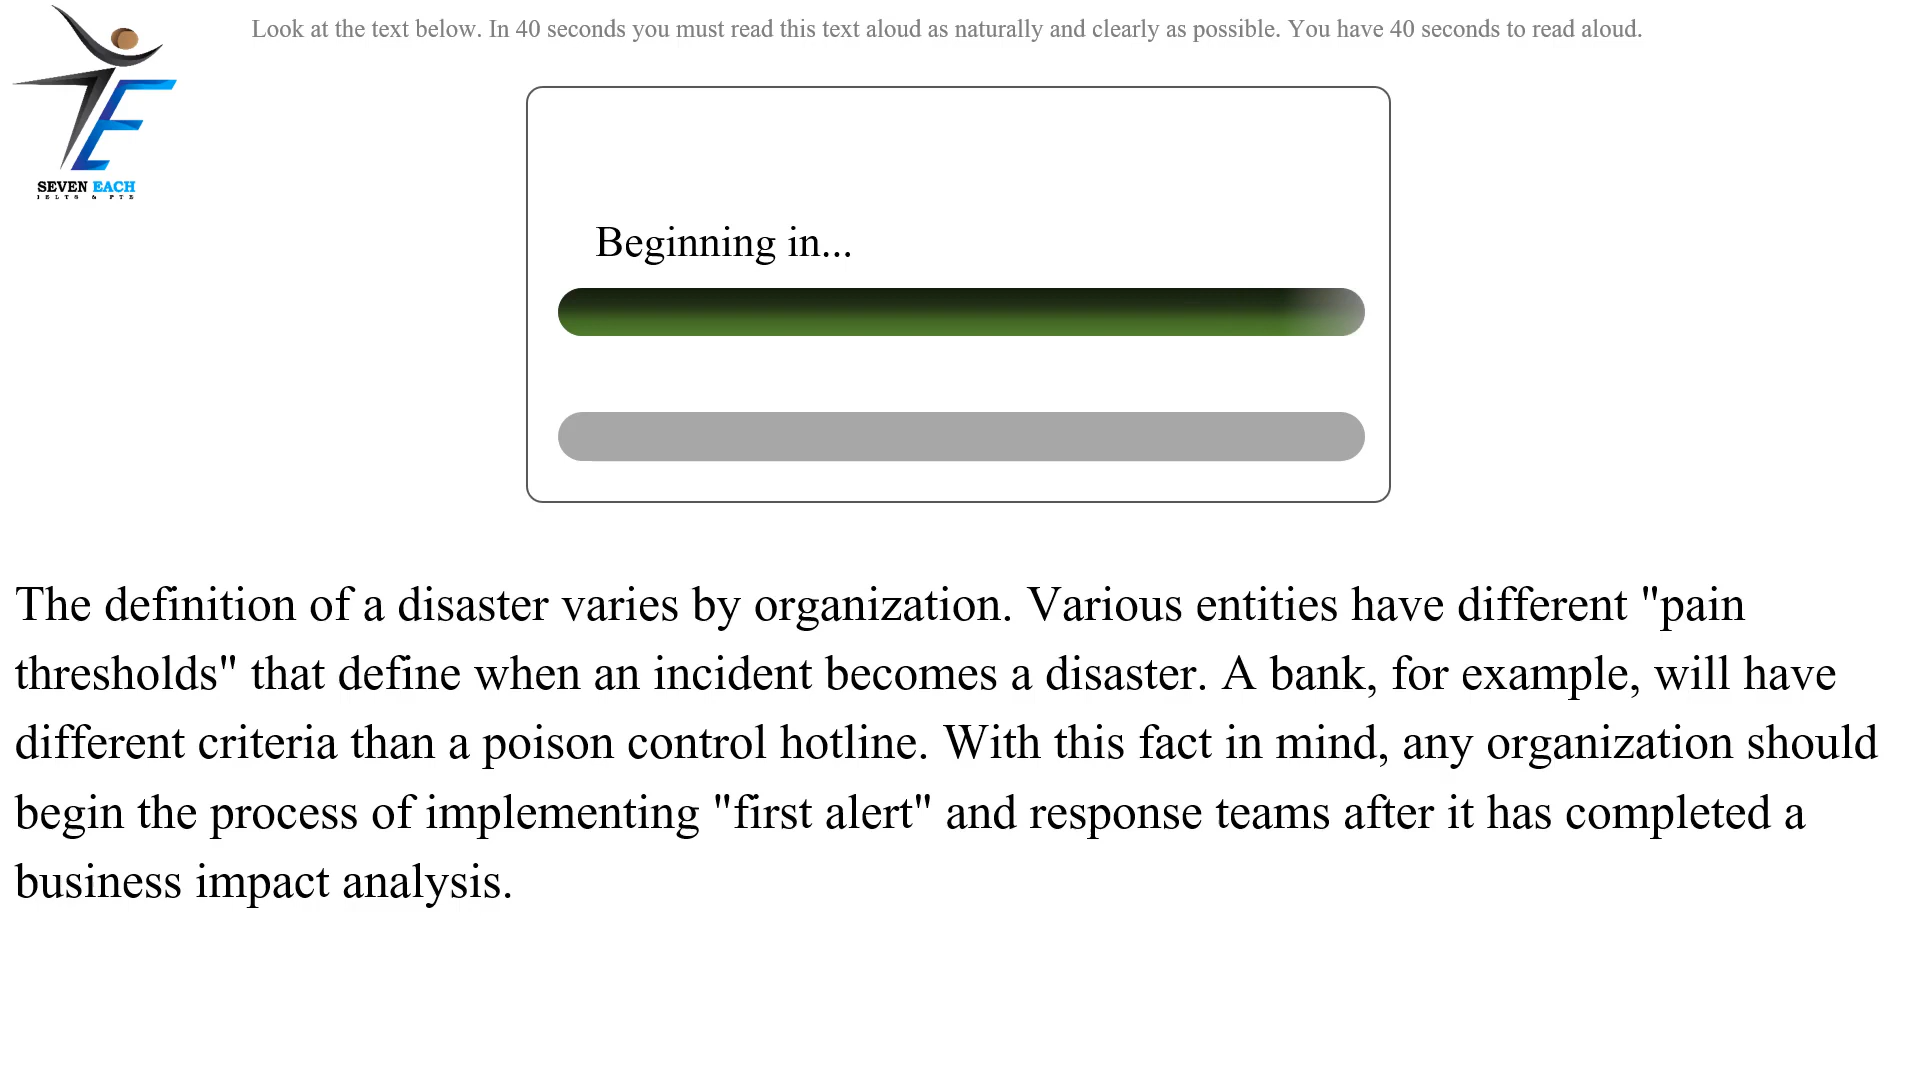 Look at the text below. In 40 seconds you must read this text aloud as naturally and clearly as possible. You have 40 seconds to read aloud.
SEVEN EACH
IELTS & PTE
Beginning in...
The definition of a disaster varies by organization. Various entities have different "pain
thresholds" that define when an incident becomes a disaster. A bank, for example, will have
different criteria than a poison control hotline. With this fact in mind, any organization should
begin the process of implementing "first alert" and response teams after it has completed a
business impact analysis.